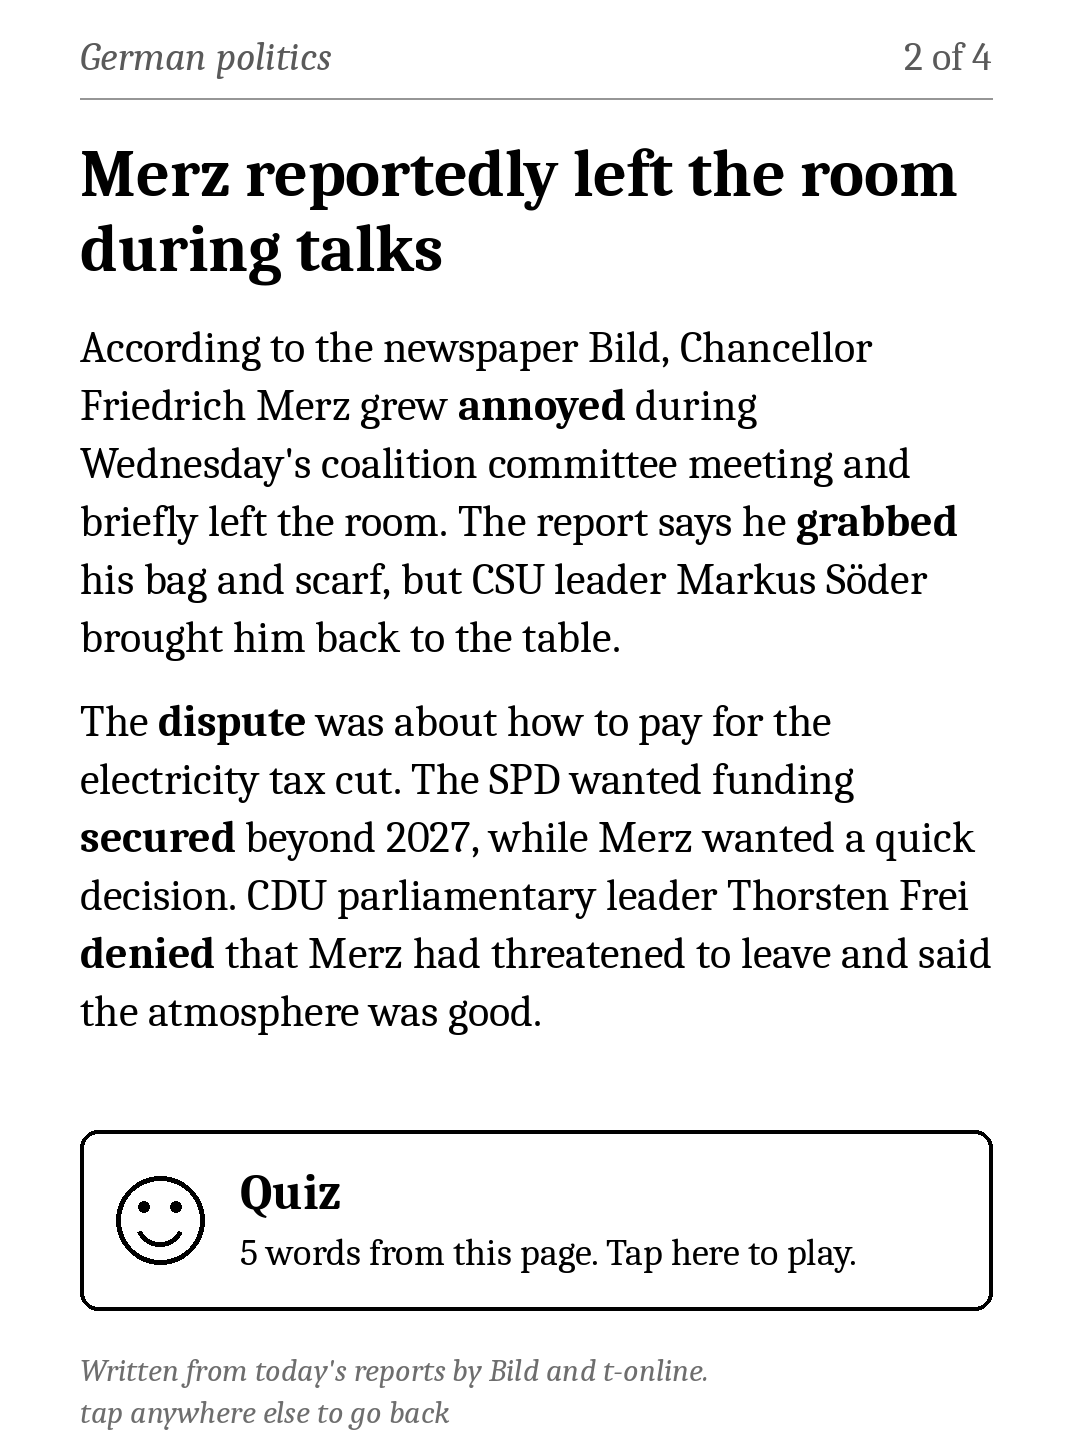 German politics
2 of 4
Merz reportedly left the room
during talks
According to the newspaper Bild, Chancellor
Friedrich Merz grew annoyed during
Wednesday's coalition committee meeting and
briefly left the room. The report says he grabbed
his bag and scarf, but CSU leader Markus Söder
brought him back to the table.
The dispute was about how to pay for the
electricity tax cut. The SPD wanted funding
secured beyond 2027, while Merz wanted a quick
decision. CDU parliamentary leader Thorsten Frei
denied that Merz had threatened to leave and said
the atmosphere was good.
Quiz
5 words from this page. Tap here to play.
Written from today's reports by Bild and t-online.
tap anywhere else to go back